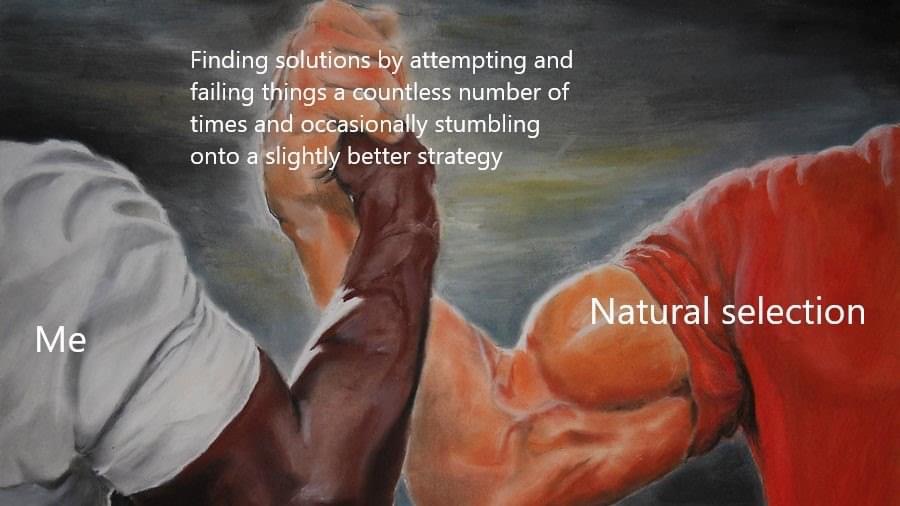 Finding solutions by attempting and
failing things a countless number of
times and occasionally stumbling
onto a slightly better strategy
Natural selection
Me